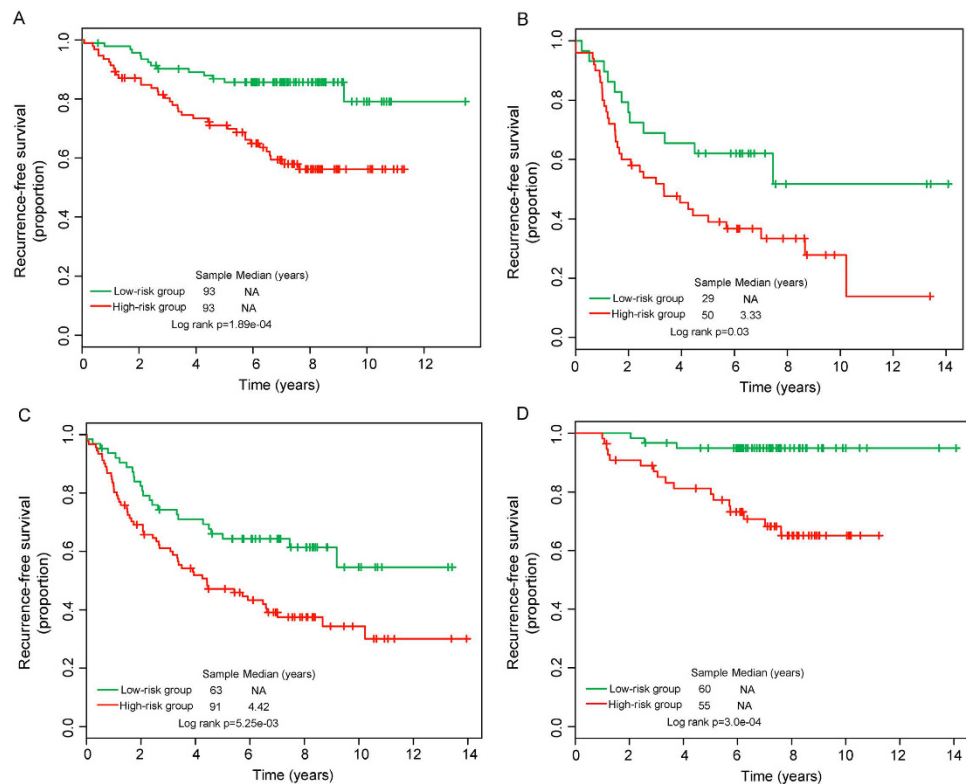 A
Recurrence-free survival
(proportion)
1.0
0.8
0.6
0.4
0.2
0.0
Sample Median (years)
Low-risk group 93 NA
High-risk group 93 NA
Log rank p=1.89e-04
0 2 4 6 8 10 12
Time (years)
B
Recurrence-free survival
(proportion)
1.0
0.8
0.6
0.4
0.2
0.0
Sample Median (years)
Low-risk group 29 NA
High-risk group 50 3.33
Log rank p=0.03
0 2 4 6 8 10 12 14
Time (years)
C
Recurrence-free survival
(proportion)
1.0
0.8
0.6
0.4
0.2
0.0
Sample Median (years)
Low-risk group 63 NA
High-risk group 91 4.42
Log rank p=5.25e-03
0 2 4 6 8 10 12 14
Time (years)
D
Recurrence-free survival
(proportion)
1.0
0.8
0.6
0.4
0.2
0.0
Sample Median (years)
Low-risk group 60 NA
High-risk group 55 NA
Log rank p=3.0e-04
0 2 4 6 8 10 12 14
Time (years)